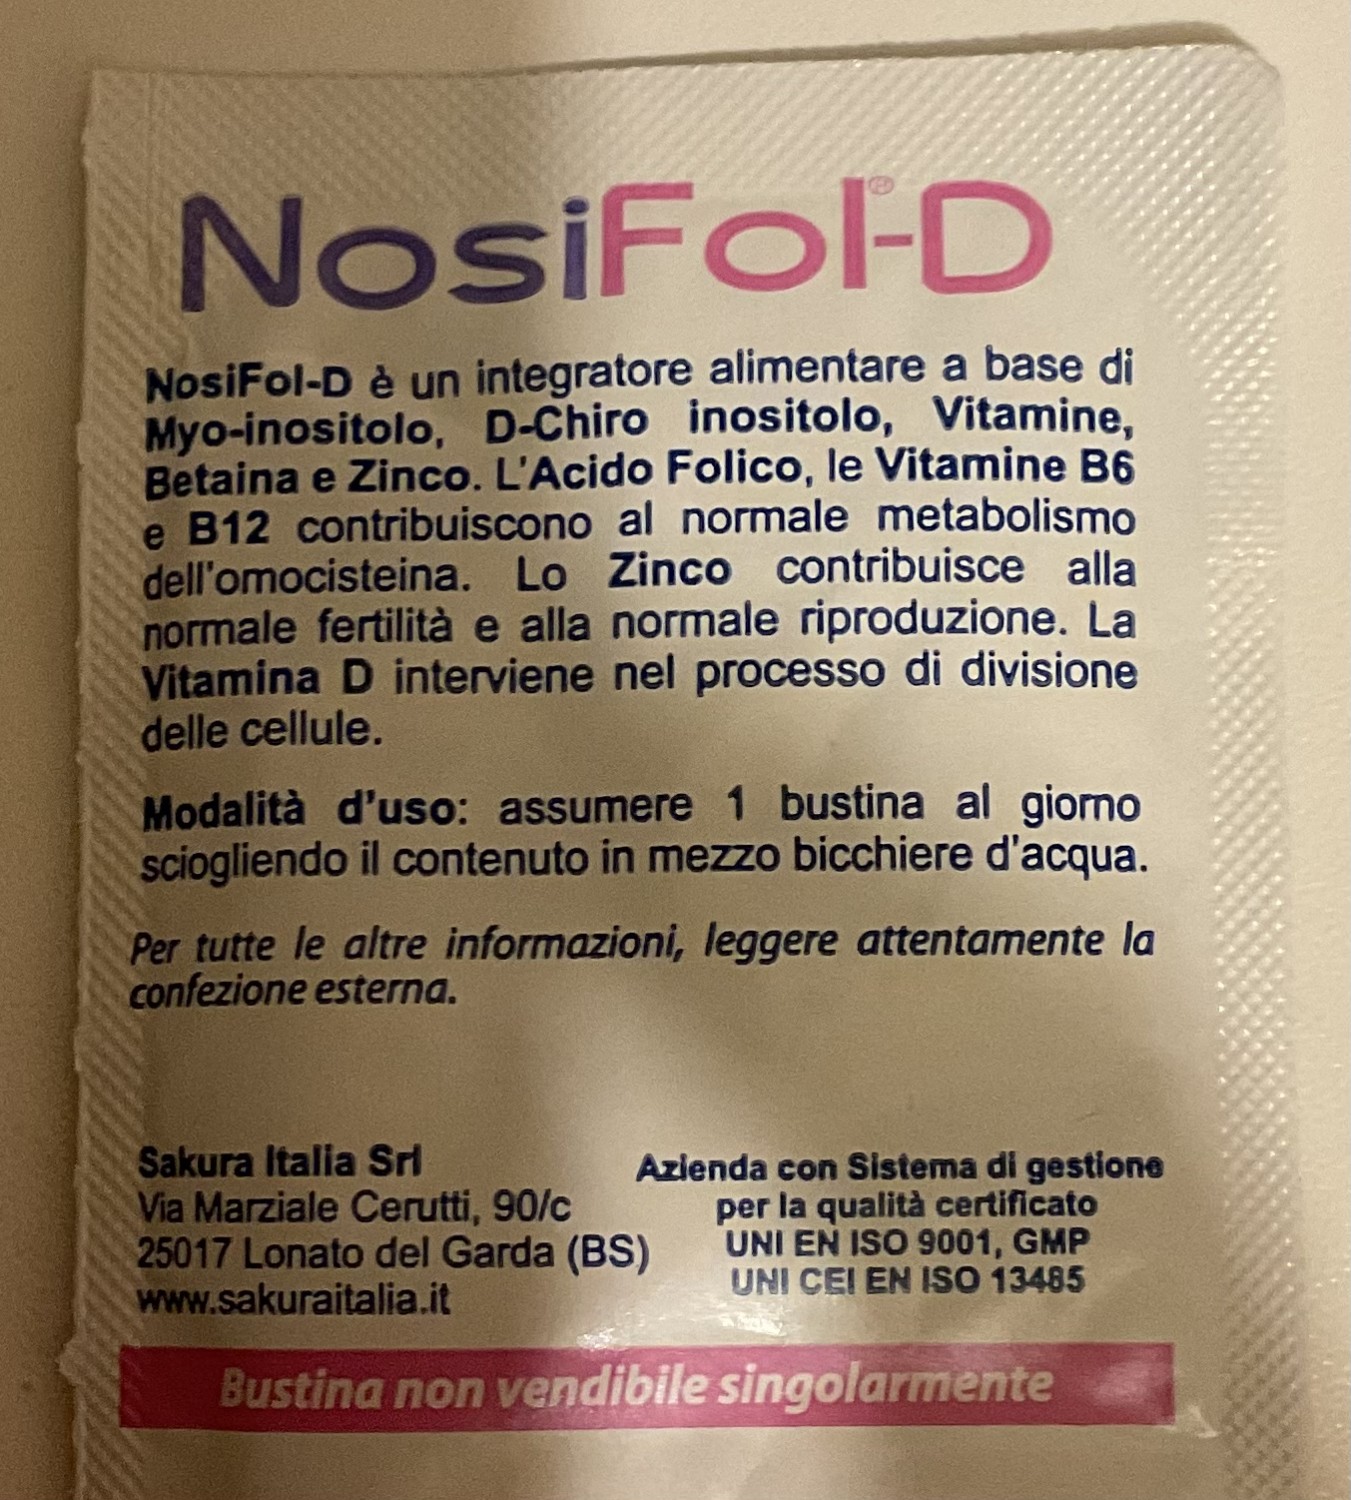 NosiFol®-D
NosiFol-D è un integratore alimentare a base di
Myo-inositolo, D-Chiro inositolo, Vitamine,
Betaina e Zinco. L'Acido Folico, le Vitamine B6
e B12 contribuiscono al normale metabolismo
dell'omocisteina. Lo Zinco contribuisce alla
normale fertilità e alla normale riproduzione. La
Vitamina D interviene nel processo di divisione
delle cellule.
Modalità d'uso: assumere 1 bustina al giorno
sciogliendo il contenuto in mezzo bicchiere d'acqua.
Per tutte le altre informazioni, leggere attentamente la
confezione esterna.
Sakura Italia Srl
Via Marziale Cerutti, 90/c
25017 Lonato del Garda (BS)
www.sakuraitalia.it
Azienda con Sistema di gestione
per la qualità certificato
UNI EN ISO 9001, GMP
UNI CEI EN ISO 13485
Bustina non vendibile singolarmente